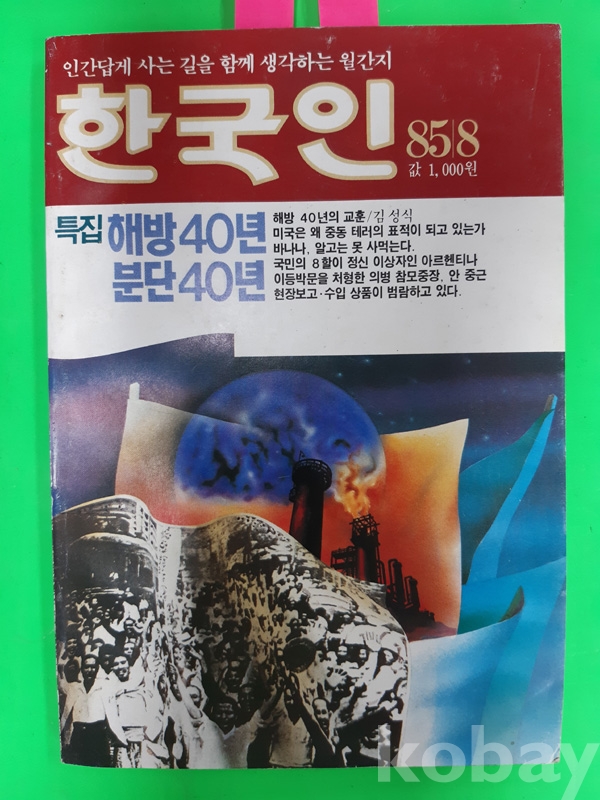 인간답게 사는 길을 함께 생각하는 월간지
한국인
85|8
값 1,000원
특집 해방 40년
분단 40년
해방 40년의 교훈/김성식
미국은 왜 중동 테러의 표적이 되고 있는가
바나나, 알고는 못 사먹는다.
국민의 8할이 정신 이상자인 아르헨티나
이등박문을 처형한 의병 참모중장, 안 중근
현장보고·수입 상품이 범람하고 있다.
kobay